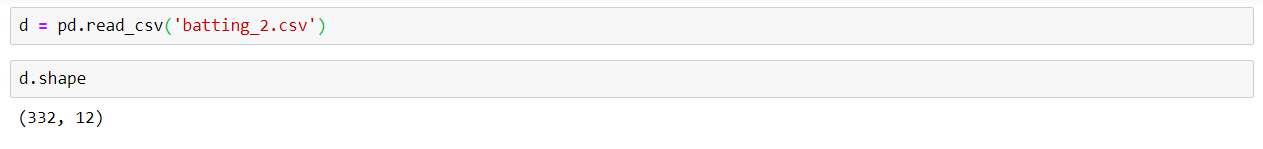 d = pd.read_csv('batting_2.csv')
d.shape
(332, 12)